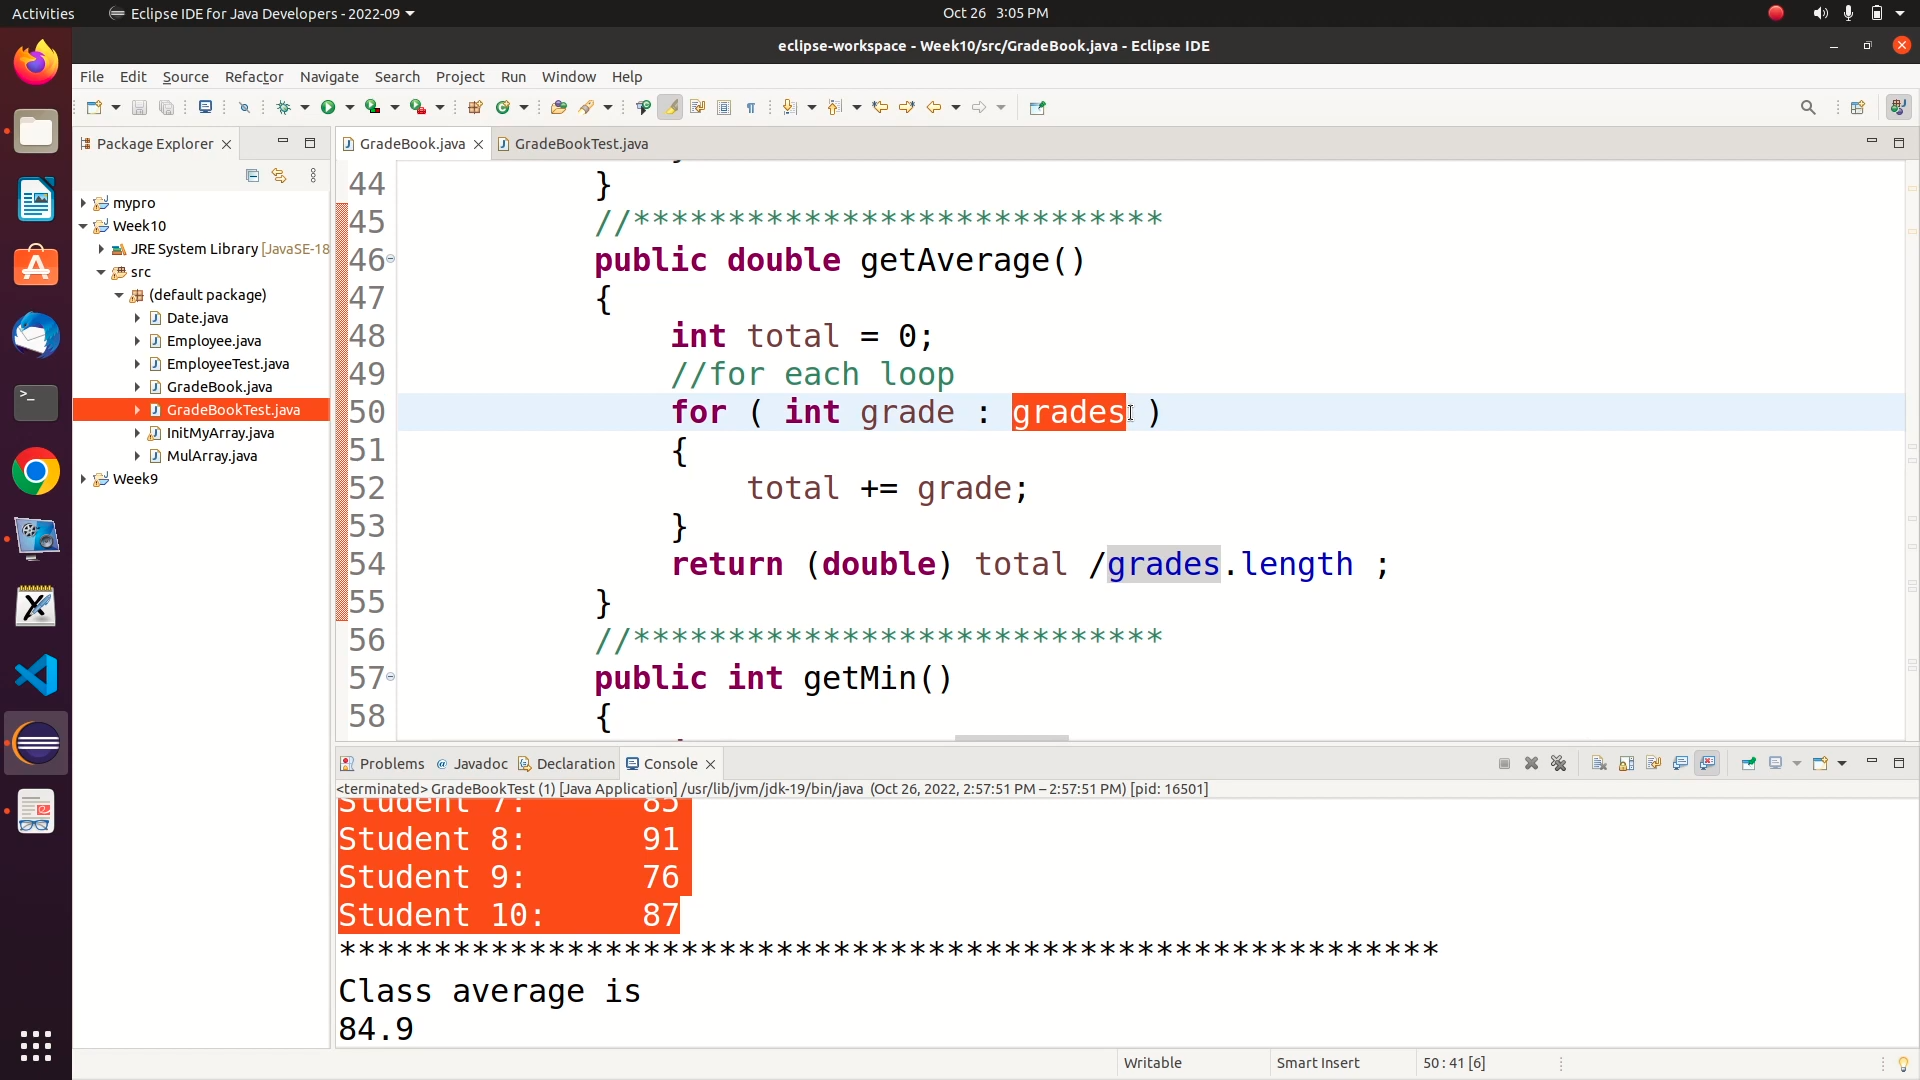 Activities Eclipse IDE for Java Developers - 2022-09 Oct 26 3:05 PM
eclipse-workspace - Week10/src/GradeBook.java - Eclipse IDE
File Edit Source Refactor Navigate Search Project Run Window Help
Package Explorer GradeBook.java GradeBookTest.java
mypro
Week10
JRE System Library [JavaSE-18
src
(default package)
Date.java
Employee.java
EmployeeTest.java
GradeBook.java
GradeBookTest.java
InitMyArray.java
MulArray.java
Week9
44 }
45 //****************************
46 public double getAverage()
47 {
48 int total = 0;
49 //for each loop
50 for ( int grade : grades )
51 {
52 total += grade;
53 }
54 return (double) total /grades.length ;
55 }
56 //****************************
57 public int getMin()
58 {
Problems Javadoc Declaration Console
<terminated> GradeBookTest (1) [Java Application] /usr/lib/jvm/jdk-19/bin/java (Oct 26, 2022, 2:57:51 PM – 2:57:51 PM) [pid: 16501]
Student 7: 85
Student 8: 91
Student 9: 76
Student 10: 87
**********************************************************
Class average is
84.9
Writable Smart Insert 50 : 41 [6]